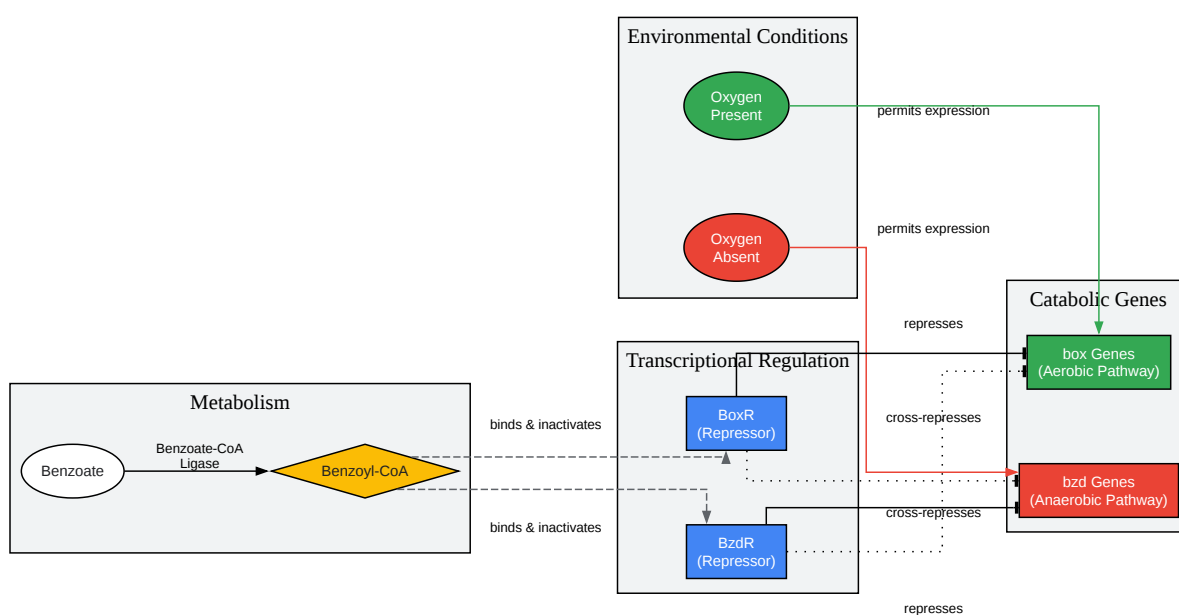 Environmental Conditions
Oxygen
Present
permits expression
Oxygen
Absent
permits expression
Catabolic Genes
represses
box Genes
(Aerobic Pathway)
Transcriptional Regulation
Metabolism
BoxR
(Repressor)
binds & inactivates
cross-represses
Benzoate-CoA
Ligase
Benzoate
Benzoyl-CoA
bzd Genes
(Anaerobic Pathway)
binds & inactivates
cross-represses
BzdR
(Repressor)
represses